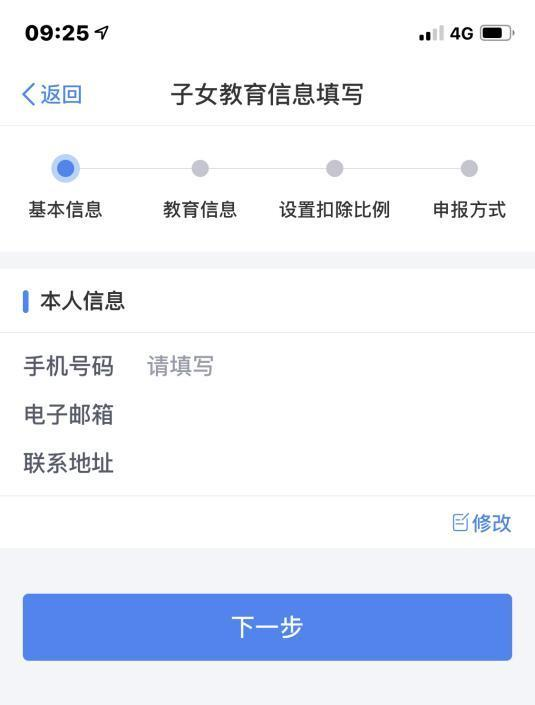 09:25 4G
返回 子女教育信息填写
基本信息 教育信息 设置扣除比例 申报方式
本人信息
手机号码 请填写
电子邮箱
联系地址
修改
下一步